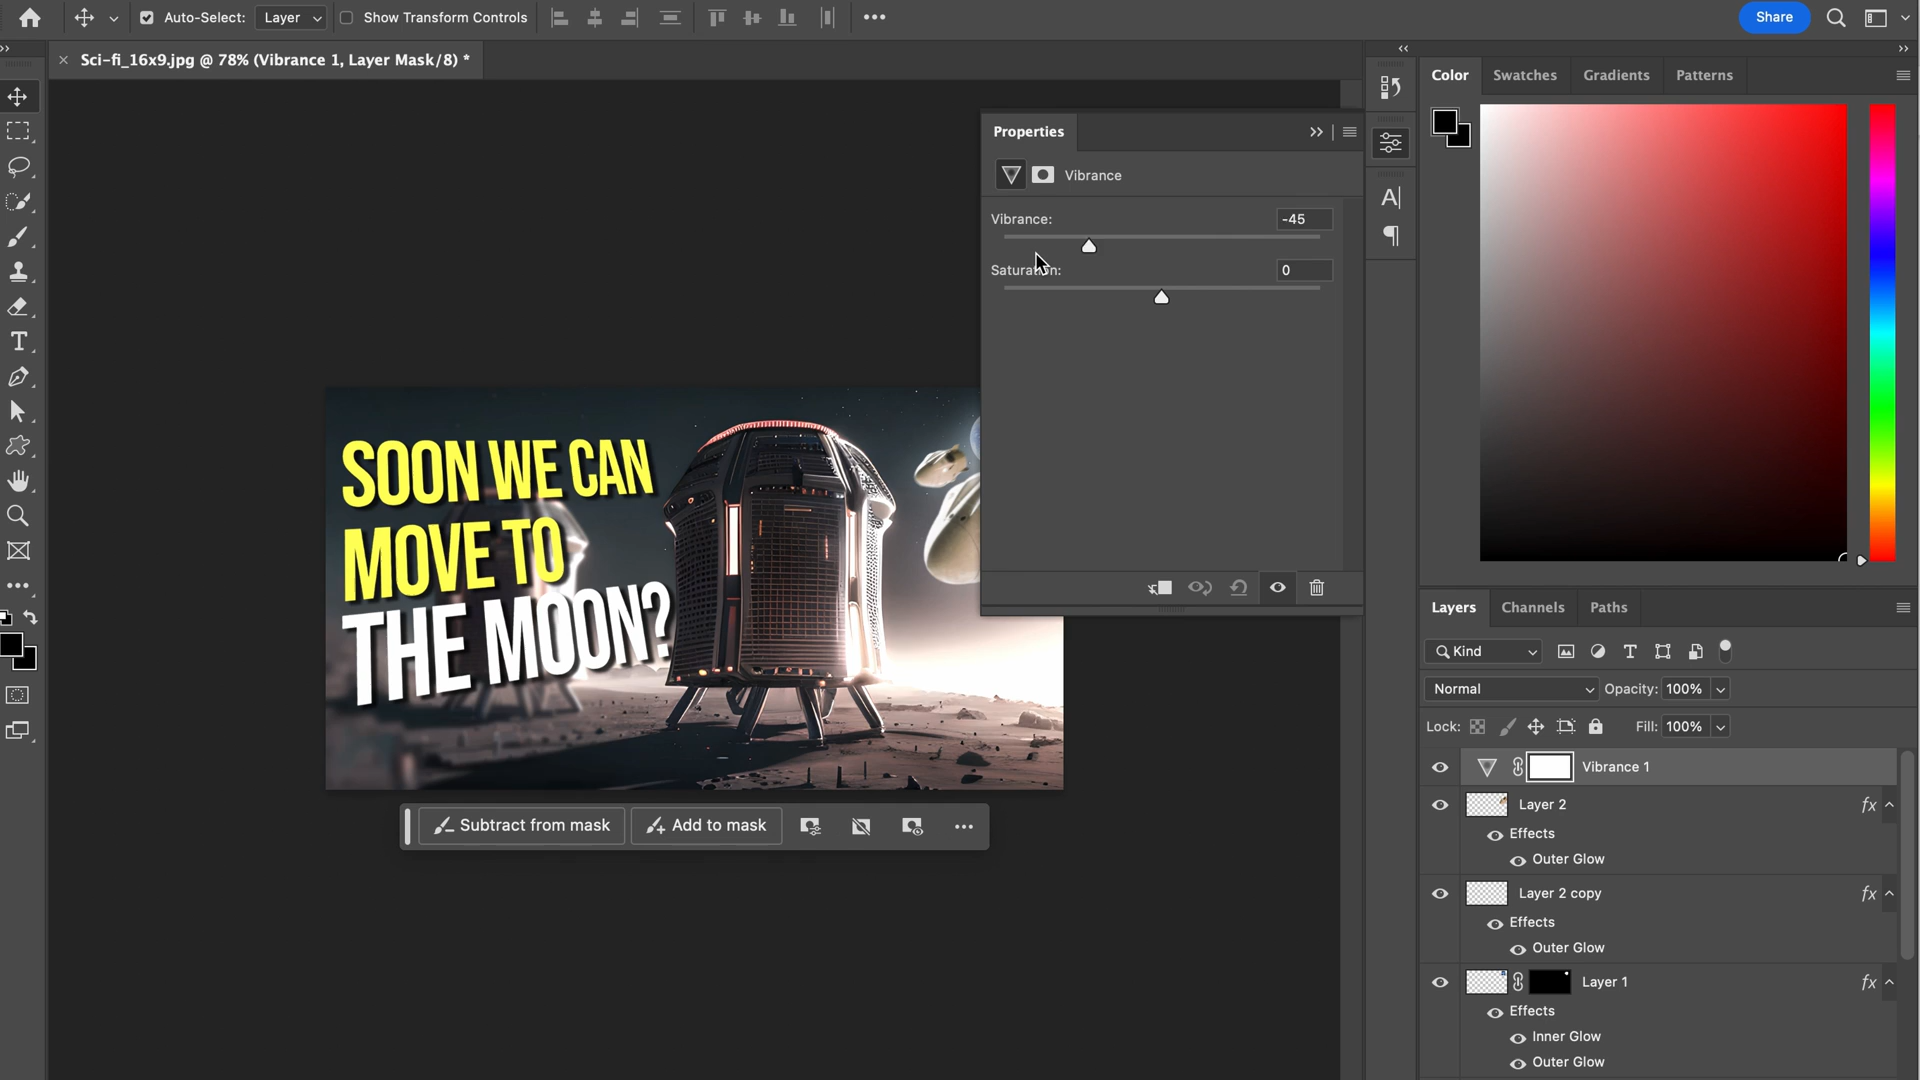 Auto-Select:
Layer
Show Transform Controls
Share
Sci-fi_16x9.jpg @ 78% (Vibrance 1, Layer Mask/8) *
Properties
Vibrance
Vibrance:
-45
Saturation:
0
Color
Swatches
Gradients
Patterns
SOON WE CAN
MOVE TO
THE MOON?
Subtract from mask
Add to mask
Layers
Channels
Paths
Kind
Normal
Opacity:
100%
Lock:
Fill:
100%
Vibrance 1
Layer 2
fx
Effects
Outer Glow
Layer 2 copy
fx
Effects
Outer Glow
Layer 1
fx
Effects
Inner Glow
Outer Glow